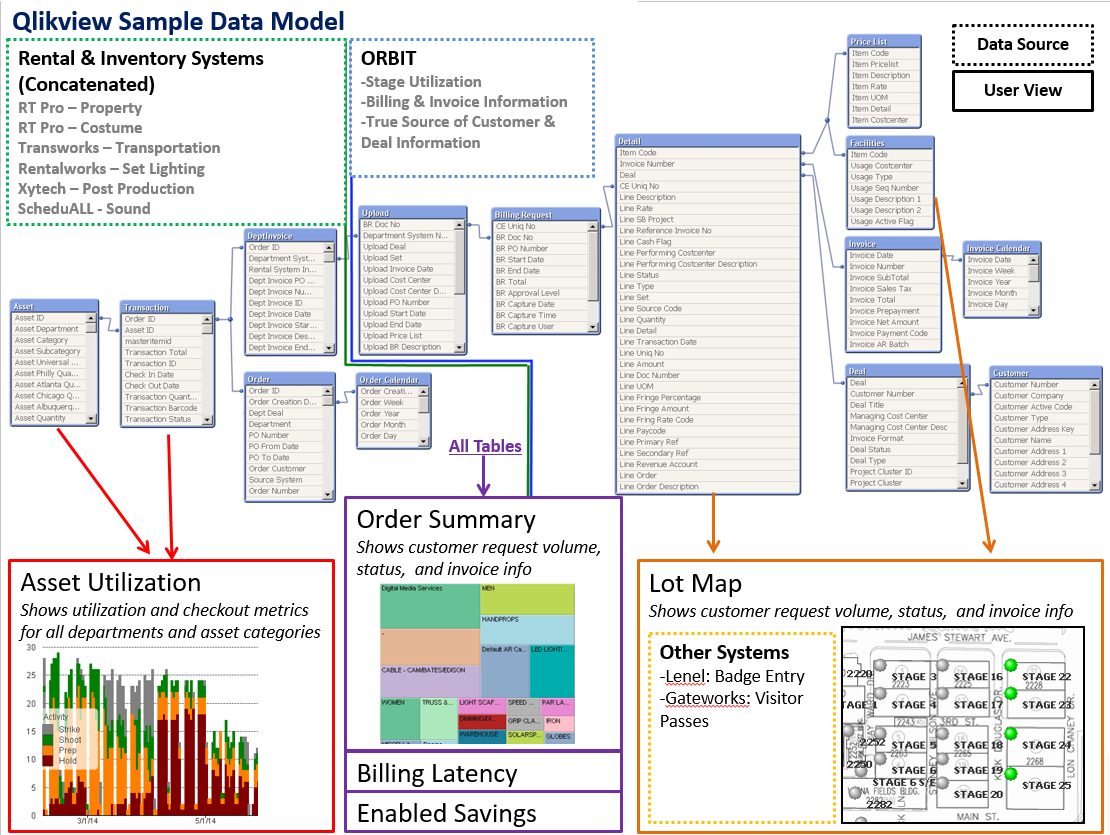 Qlikview Sample Data Model
Rental & Inventory Systems
(Concatenated)
RT Pro – Property
RT Pro – Costume
Transworks – Transportation
Rentalworks – Set Lighting
Xytech – Post Production
ScheduALL - Sound
ORBIT
-Stage Utilization
-Billing & Invoice Information
-True Source of Customer &
Deal Information
Data Source
User View
Asset
Asset ID
Asset Department
Asset Category
Asset Subcategory
Asset Universal ...
Asset Philly Qua...
Asset Atlanta Qu...
Asset Chicago Q...
Asset Albuquerq...
Asset Quantity
Transaction
Order ID
Asset ID
masteritemid
Transaction Total
Transaction ID
Check In Date
Check Out Date
Transaction Quant...
Transaction Barcode
Transaction Status
DeptInvoice
Order ID
Department Syst...
Rental System In...
Dept Invoice PO ...
Dept Invoice Nu...
Dept Invoice ID
Dept Invoice Date
Dept Invoice Star...
Dept Invoice Des...
Dept Invoice End...
Order
Order ID
Order Creation D...
Dept Deal
Department
PO Number
PO From Date
PO To Date
Order Customer
Source System
Order Number
Order Calendar
Order Creati...
Order Week
Order Year
Order Month
Order Day
Upload
BR Doc No
Department System N...
Upload Deal
Upload Set
Upload Invoice Date
Upload Cost Center
Upload Cost Center D...
Upload PO Number
Upload Start Date
Upload End Date
Upload Price List
Upload BR Description
Billing Request
CE Uniq No
BR Doc No
BR PO Number
BR Start Date
BR End Date
BR Total
BR Approval Level
BR Capture Date
BR Capture Time
BR Capture User
Detail
Item Code
Invoice Number
Deal
CE Uniq No
Line Description
Line Rate
Line SB Project
Line Reference Invoice No
Line Cash Flag
Line Performing Costcenter
Line Performing Costcenter Description
Line Status
Line Type
Line Set
Line Source Code
Line Quantity
Line Detail
Line Transaction Date
Line Uniq No
Line Amount
Line Doc Number
Line UOM
Line Fringe Percentage
Line Fringe Amount
Line Fring Rate Code
Line Paycode
Line Primary Ref
Line Secondary Ref
Line Revenue Account
Line Order
Line Order Description
Price List
Item Code
Item Pricelist
Item Description
Item Rate
Item UOM
Item Detail
Item Costcenter
Facilities
Item Code
Usage Costcenter
Usage Type
Usage Seq Number
Usage Description 1
Usage Description 2
Usage Active Flag
Invoice
Invoice Date
Invoice Number
Invoice SubTotal
Invoice Sales Tax
Invoice Total
Invoice Prepayment
Invoice Net Amount
Invoice Payment Code
Invoice AR Batch
Invoice Calendar
Invoice Date
Invoice Week
Invoice Year
Invoice Month
Invoice Day
Deal
Deal
Customer Number
Deal Title
Managing Cost Center
Managing Cost Center Desc
Invoice Format
Deal Status
Deal Type
Project Cluster ID
Project Cluster
Customer
Customer Number
Customer Company
Customer Active Code
Customer Type
Customer Address Key
Customer Name
Customer Address 1
Customer Address 2
Customer Address 3
Customer Address 4
All Tables
Asset Utilization
Shows utilization and checkout metrics
for all departments and asset categories
30
25
20
15
10
5
0
Activity
Strike
Shoot
Prep
Hold
3/1/14
5/1/14
Order Summary
Shows customer request volume,
status, and invoice info
Digital Media Services
MEN
HANDPROPS
-
Default AR Ca...
LED LIGHTI...
CABLE - CAM/BATES/EDISON
WOMEN
TRUSS &...
LIGHT SCAF...
SPEED ...
PAR LA...
DIMMING/DI...
GRIP CLA...
IRON
WAREHOUSE
SOLARSP...
GLOBES
Billing Latency
Enabled Savings
Lot Map
Shows customer request volume, status, and invoice info
Other Systems
-Lenel: Badge Entry
-Gateworks: Visitor
Passes
JAMES STEWART AVE.
2220
STAGE 3
2223
STAGE 16
2225
STAGE 22
2228
STAGE 4
STAGE 17
STAGE 23
2243
3RD ST.
2252
STAGE 5
STAGE 18
STAGE 24
2263
2265
2268
2250
STAGE 6
STAGE 19
STAGE 6 S/E
STAGE 20
STAGE 25
NA FIELDS BLDG.
2282
MAIN ST.
LON CHANEY DR.